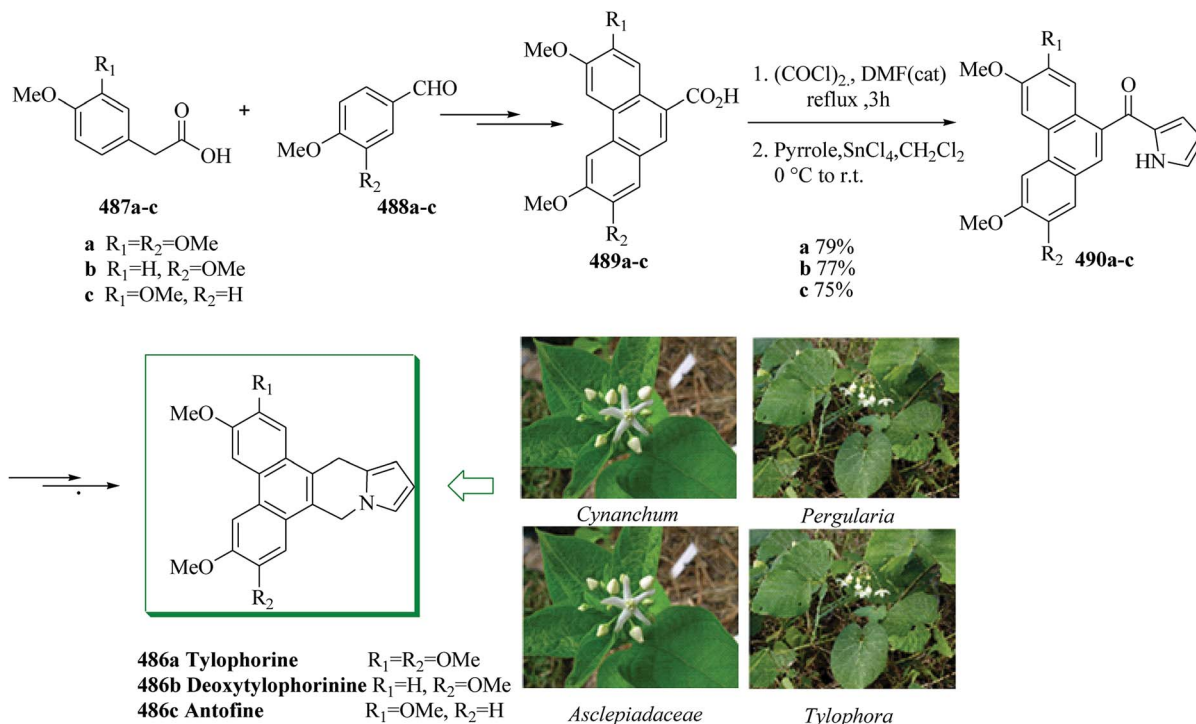 R1
MeO
O
OH
487a-c
+
CHO
MeO
R2
488a-c
a R1=R2=OMe
b R1=H, R2=OMe
c R1=OMe, R2=H
R1
MeO
CO2H
MeO
R2
489a-c
1. (COCl)2., DMF(cat)
reflux ,3h
2. Pyrrole,SnCl4,CH2Cl2
0 °C to r.t.
a 79%
b 77%
c 75%
R1
MeO
O
HN
MeO
R2
490a-c
R1
MeO
N
MeO
R2
486a Tylophorine R1=R2=OMe
486b Deoxytylophorinine R1=H, R2=OMe
486c Antofine R1=OMe, R2=H
Cynanchum
Pergularia
Asclepiadaceae
Tylophora